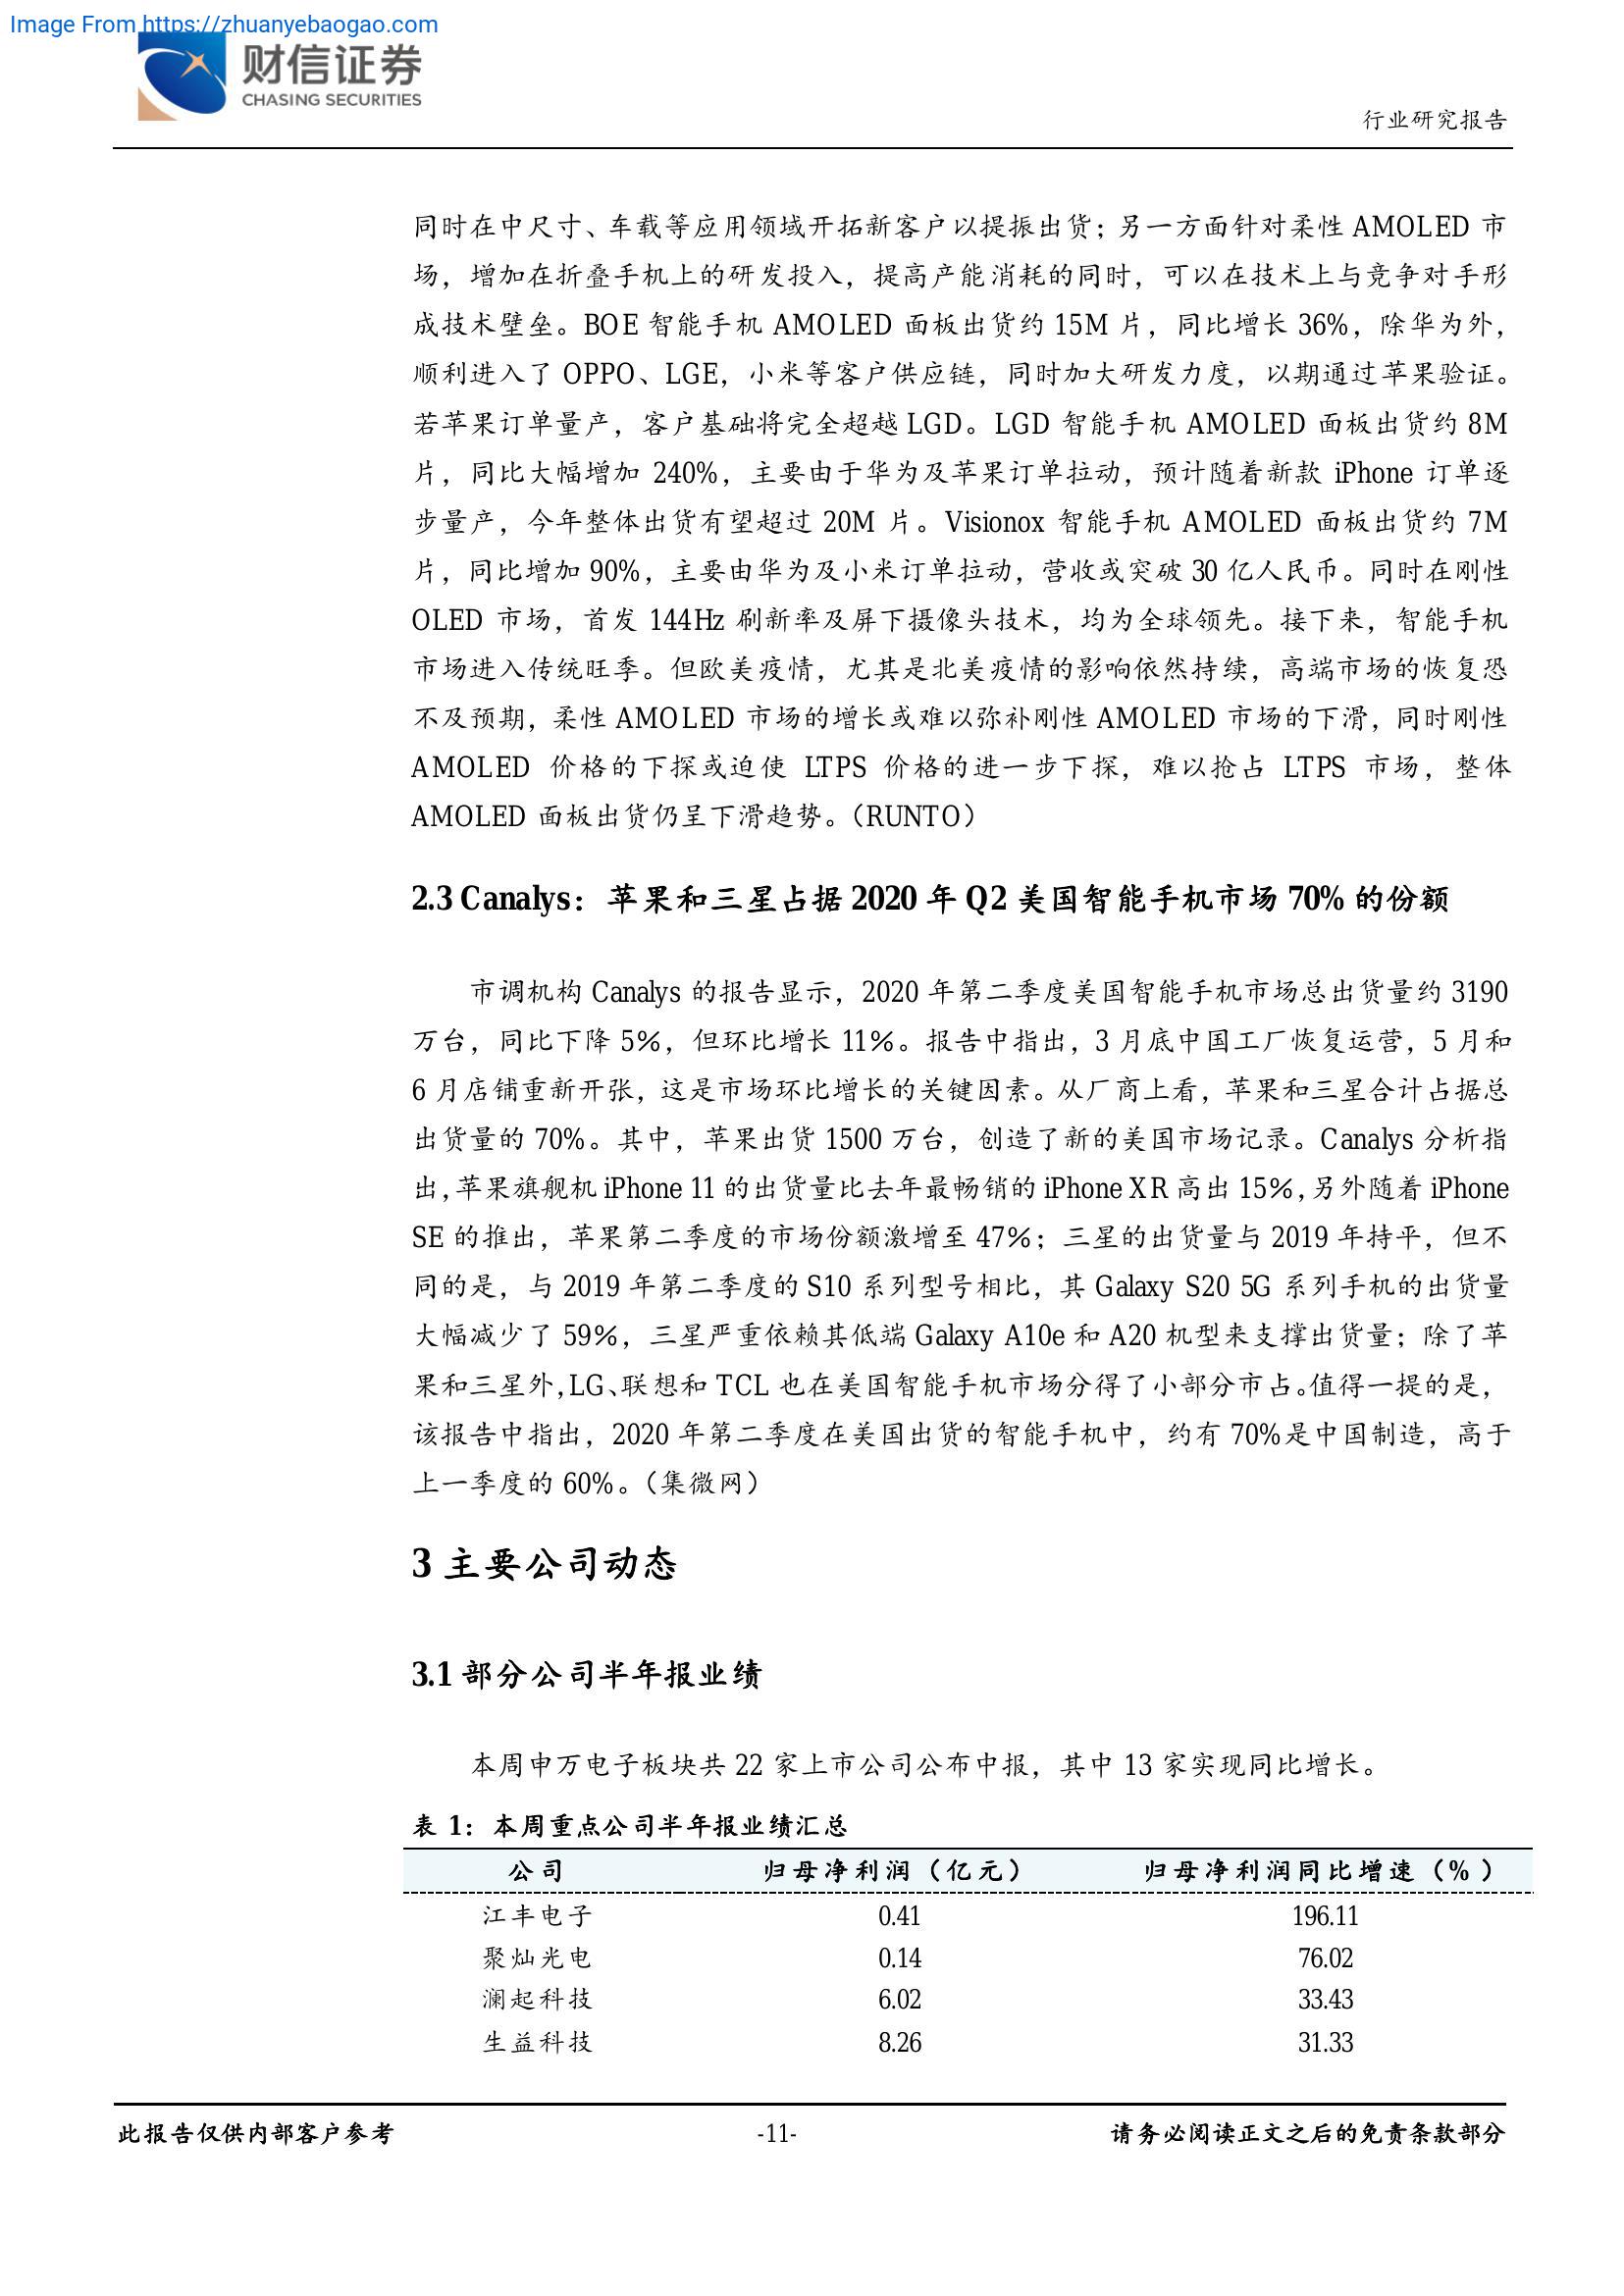 Image From https://zhuanyebaogao.com
财信证券
CHASING SECURITIES
行业研究报告
同时在中尺寸、车载等应用领域开拓新客户以提振出货；另一方面针对柔性 AMOLED 市
场，增加在折叠手机上的研发投入，提高产能消耗的同时，可以在技术上与竞争对手形
成技术壁垒。BOE 智能手机 AMOLED 面板出货约 15M 片，同比增长 36%，除华为外，
顺利进入了 OPPO、LGE，小米等客户供应链，同时加大研发力度，以期通过苹果验证。
若苹果订单量产，客户基础将完全超越 LGD。LGD 智能手机 AMOLED 面板出货约 8M
片，同比大幅增加 240%，主要由于华为及苹果订单拉动，预计随着新款 iPhone 订单逐
步量产，今年整体出货有望超过 20M 片。Visionox 智能手机 AMOLED 面板出货约 7M
片，同比增加 90%，主要由华为及小米订单拉动，营收或突破 30 亿人民币。同时在刚性
OLED 市场，首发 144Hz 刷新率及屏下摄像头技术，均为全球领先。接下来，智能手机
市场进入传统旺季。但欧美疫情，尤其是北美疫情的影响依然持续，高端市场的恢复恐
不及预期，柔性 AMOLED 市场的增长或难以弥补刚性 AMOLED 市场的下滑，同时刚性
AMOLED 价格的下探或迫使 LTPS 价格的进一步下探，难以抢占 LTPS 市场，整体
AMOLED 面板出货仍呈下滑趋势。（RUNTO）
2.3 Canalys：苹果和三星占据 2020 年 Q2 美国智能手机市场 70% 的份额
市调机构 Canalys 的报告显示，2020 年第二季度美国智能手机市场总出货量约 3190
万台，同比下降 5%，但环比增长 11%。报告中指出，3 月底中国工厂恢复运营，5 月和
6 月店铺重新开张，这是市场环比增长的关键因素。从厂商上看，苹果和三星合计占据总
出货量的 70%。其中，苹果出货 1500 万台，创造了新的美国市场记录。Canalys 分析指
出，苹果旗舰机 iPhone 11 的出货量比去年最畅销的 iPhone XR 高出 15%，另外随着 iPhone
SE 的推出，苹果第二季度的市场份额激增至 47%；三星的出货量与 2019 年持平，但不
同的是，与 2019 年第二季度的 S10 系列型号相比，其 Galaxy S20 5G 系列手机的出货量
大幅减少了 59%，三星严重依赖其低端 Galaxy A10e 和 A20 机型来支撑出货量；除了苹
果和三星外，LG、联想和 TCL 也在美国智能手机市场分得了小部分市占。值得一提的是，
该报告中指出，2020 年第二季度在美国出货的智能手机中，约有 70%是中国制造，高于
上一季度的 60%。（集微网）
3 主要公司动态
3.1 部分公司半年报业绩
本周申万电子板块共 22 家上市公司公布中报，其中 13 家实现同比增长。
表 1：本周重点公司半年报业绩汇总
公司 归母净利润（亿元） 归母净利润同比增速（%）
江丰电子 0.41 196.11
聚灿光电 0.14 76.02
澜起科技 6.02 33.43
生益科技 8.26 31.33
此报告仅供内部客户参考 -11- 请务必阅读正文之后的免责条款部分